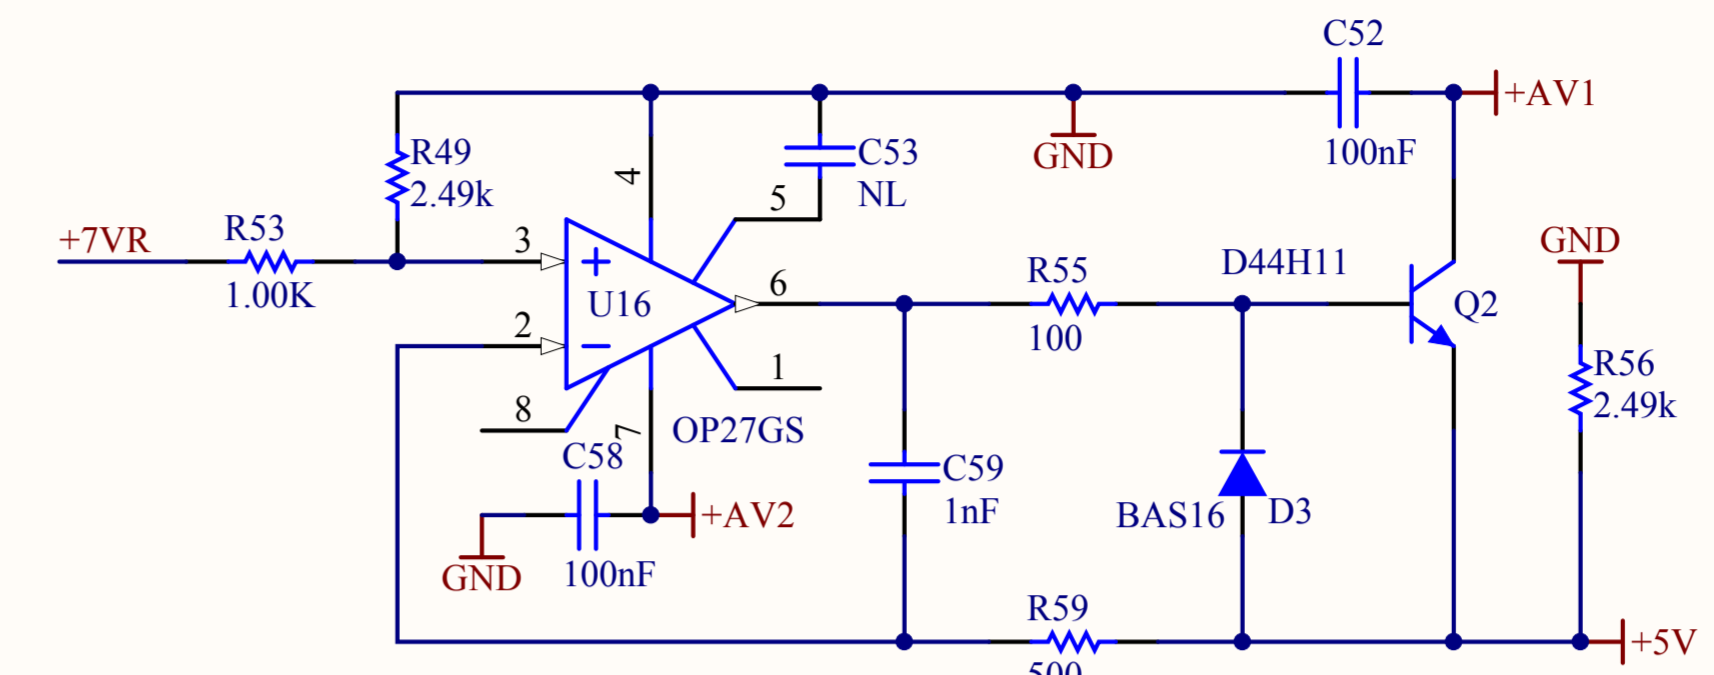 C52
+AV1
100nF
R49
2.49k
4
C53
NL
GND
5
+7VR
R53
1.00K
3
U16
6
R55
100
D44H11
Q2
GND
R56
2.49k
2
1
8
7
OP27GS
C58
100nF
+AV2
GND
C59
1nF
BAS16
D3
R59
500
+5V